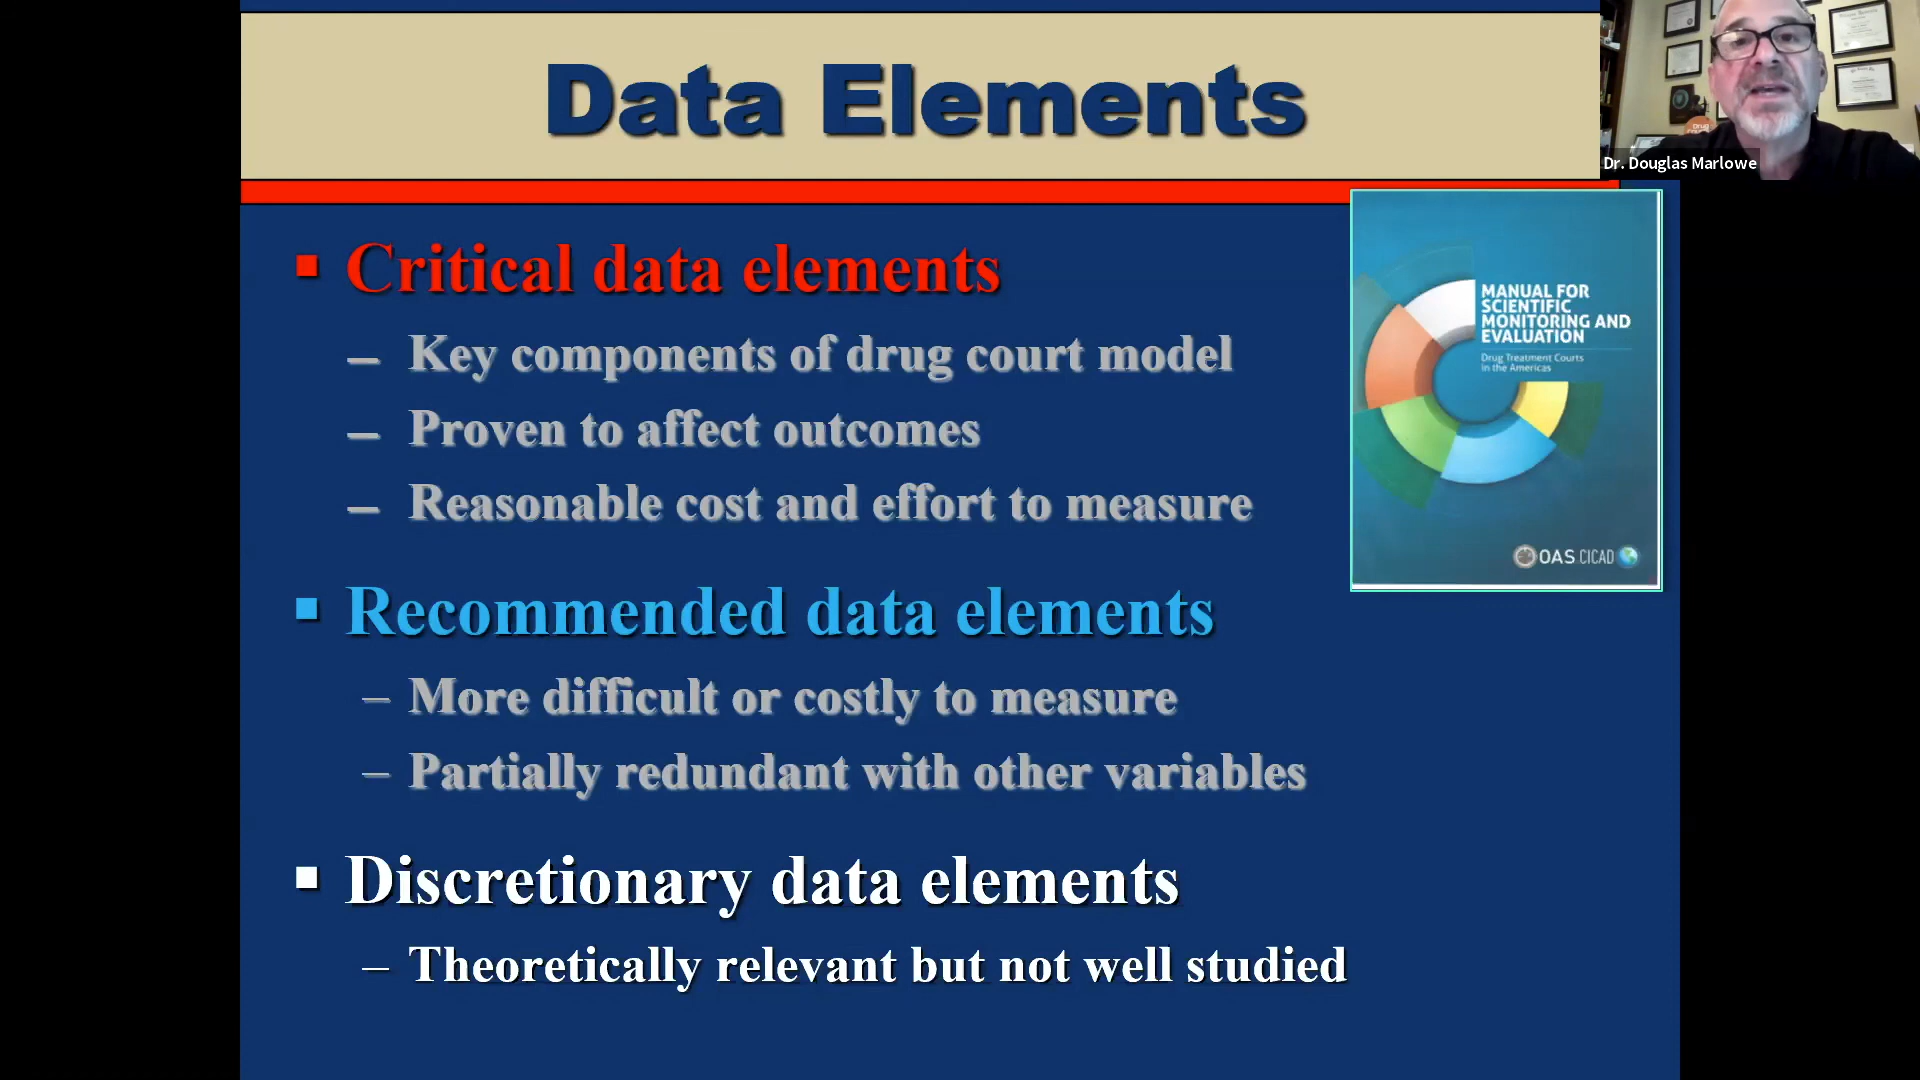 Data Elements
Dr. Douglas Marlowe
Critical data elements
– Key components of drug court model
– Proven to affect outcomes
– Reasonable cost and effort to measure
MANUAL FOR
SCIENTIFIC
MONITORING AND
EVALUATION
Drug Treatment Courts
in the Americas
OAS CICAD
Recommended data elements
– More difficult or costly to measure
– Partially redundant with other variables
Discretionary data elements
– Theoretically relevant but not well studied